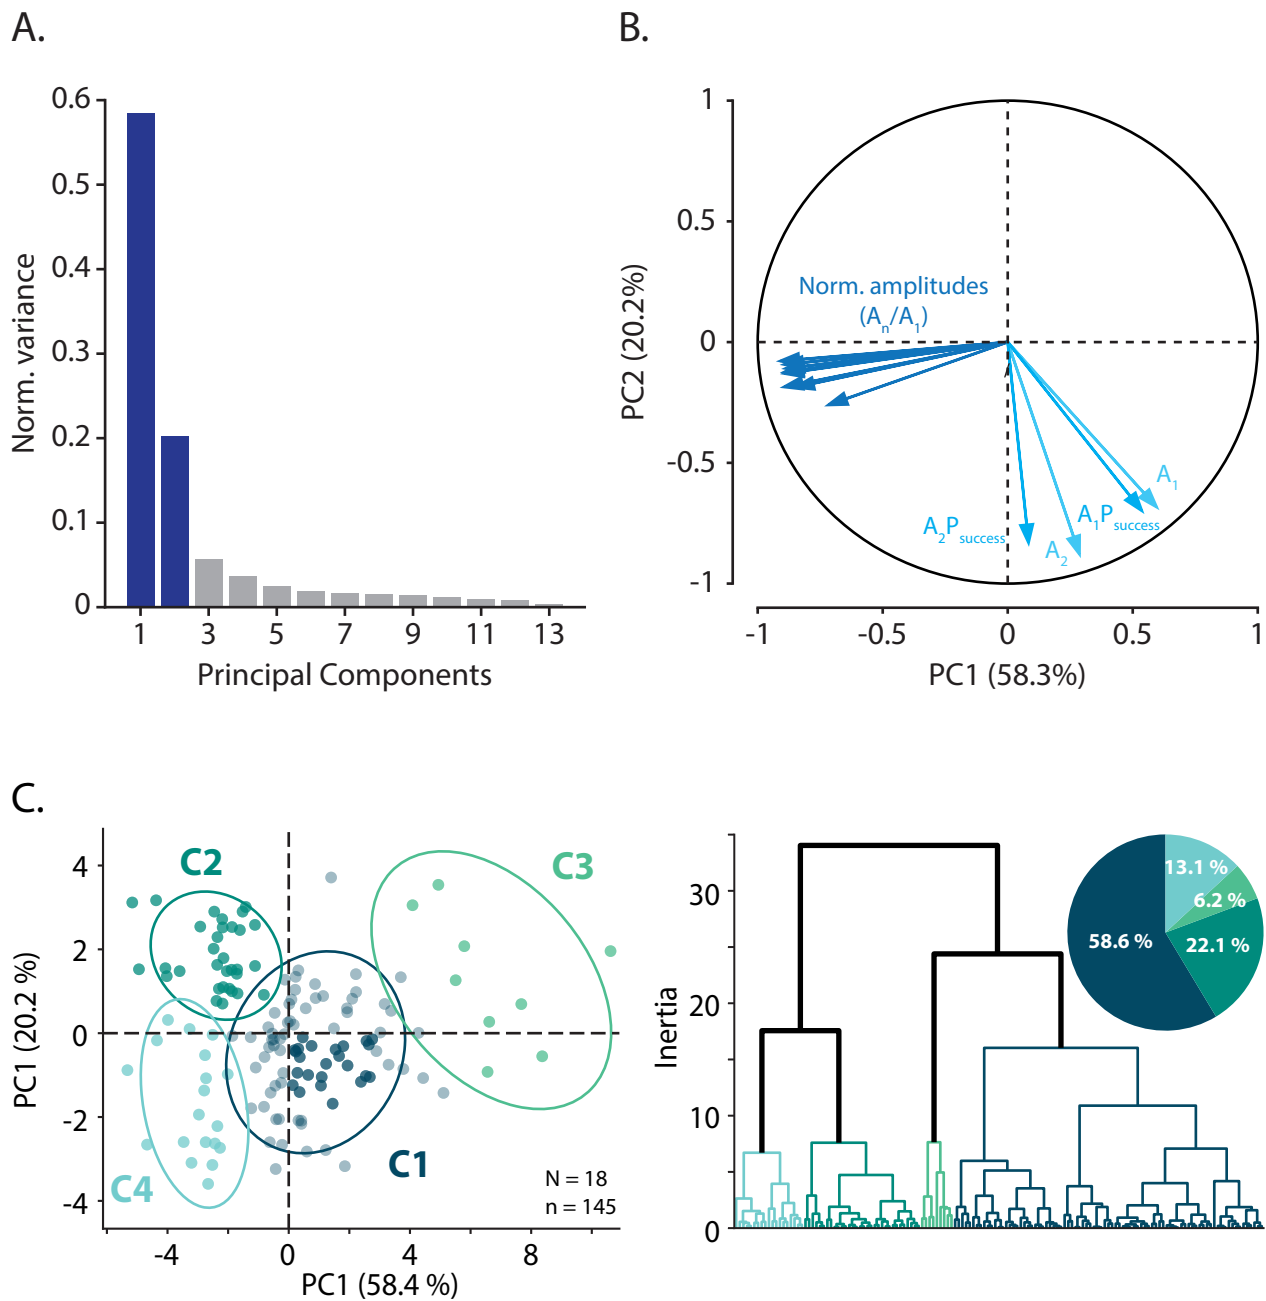 A.
B.
0.6
0.5
0.4
0.3
0.2
0.1
0
Norm. variance
1
3
5
7
9
11
13
Principal Components
1
0.5
0
-0.5
-1
PC2 (20.2%)
Norm. amplitudes
(An/A1)
A1
A1Psuccess
A2
A2Psuccess
-1
-0.5
0
0.5
1
PC1 (58.3%)
C.
4
2
0
-2
-4
PC1 (20.2 %)
C2
C3
C1
C4
N = 18
n = 145
-4
0
4
8
PC1 (58.4 %)
30
20
10
0
Inertia
13.1 %
6.2 %
58.6 %
22.1 %